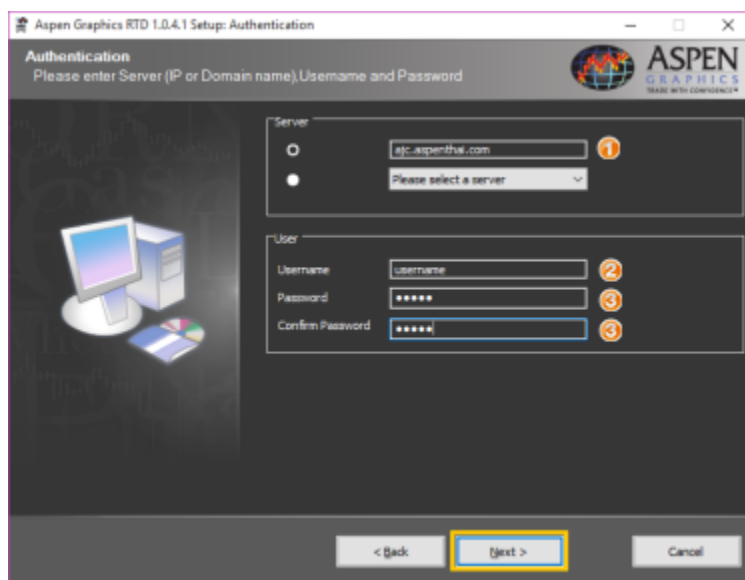 Aspen Graphics RTD 1.0.4.1 Setup: Authentication
Authentication
Please enter Server (IP or Domain name),Username and Password
ASPEN
GRAPHICS
TRADE WITH CONFIDENCE
Server
ajc.aspenthai.com
1
Please select a server
User
Username
username
2
Password
•••••
3
Confirm Password
•••••
3
< Back
Next >
Cancel